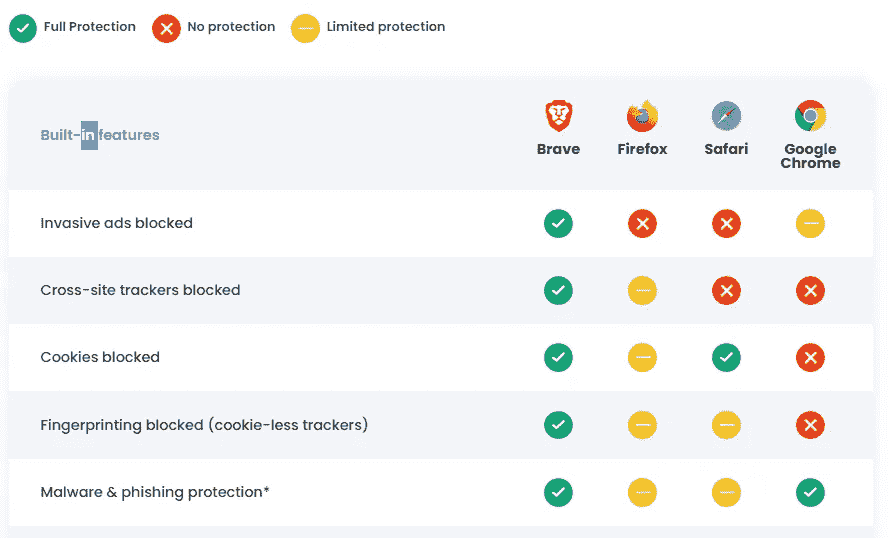 Full Protection No protection Limited protection
Built-in features
Brave Firefox Safari Google Chrome
Invasive ads blocked
Cross-site trackers blocked
Cookies blocked
Fingerprinting blocked (cookie-less trackers)
Malware & phishing protection*